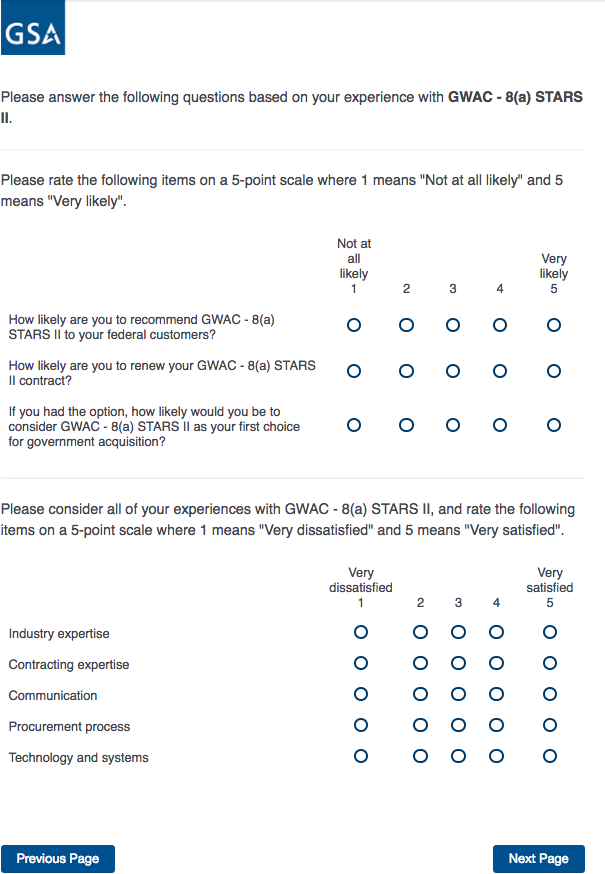 GSA
Please answer the following questions based on your experience with GWAC - 8(a) STARS
II.
Please rate the following items on a 5-point scale where 1 means "Not at all likely" and 5
means "Very likely".
Not at
all
likely
1
2
3
4
Very
likely
5
How likely are you to recommend GWAC - 8(a)
STARS II to your federal customers?
How likely are you to renew your GWAC - 8(a) STARS
II contract?
If you had the option, how likely would you be to
consider GWAC - 8(a) STARS II as your first choice
for government acquisition?
Please consider all of your experiences with GWAC - 8(a) STARS II, and rate the following
items on a 5-point scale where 1 means "Very dissatisfied" and 5 means "Very satisfied".
Very
dissatisfied
1
2
3
4
Very
satisfied
5
Industry expertise
Contracting expertise
Communication
Procurement process
Technology and systems
Previous Page
Next Page